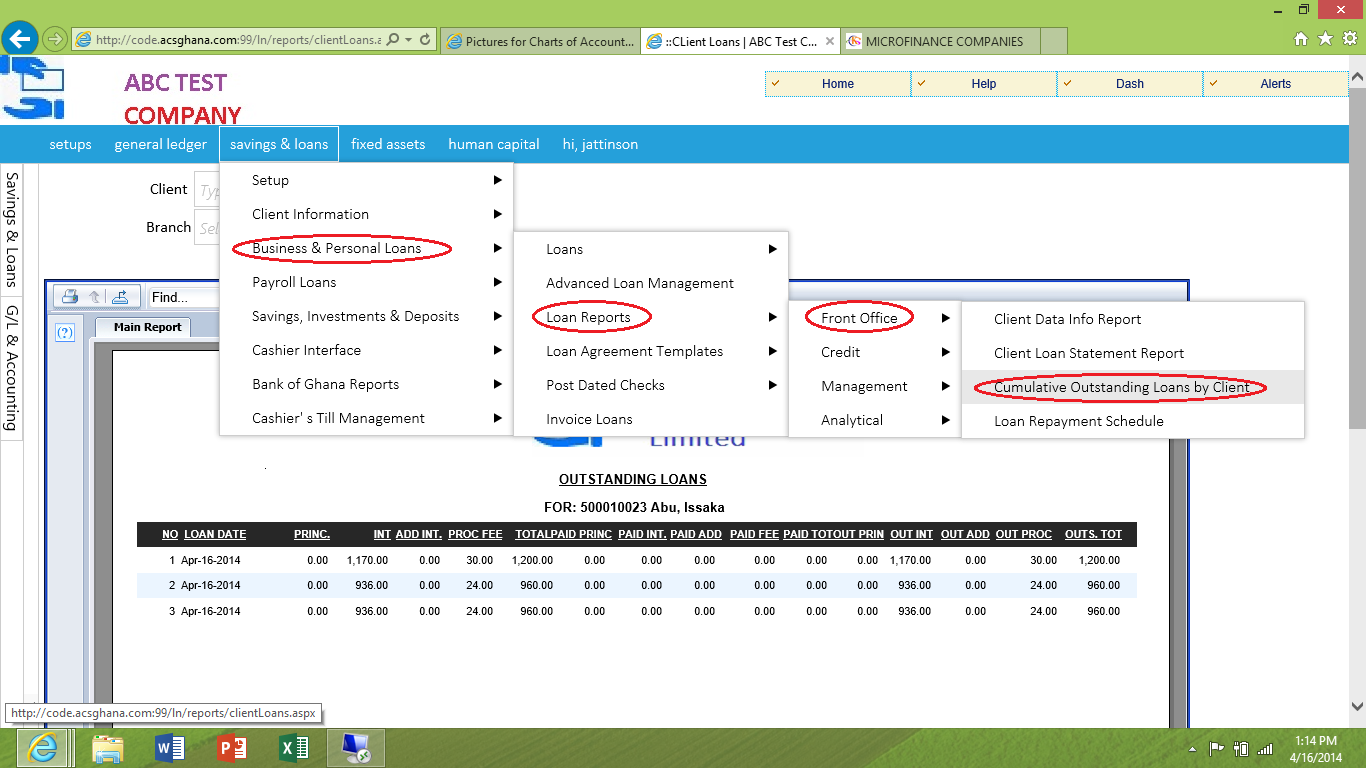 http://code.acsghana.com:99/ln/reports/clientLoans.a
Pictures for Charts of Account...
::CLient Loans | ABC Test C...
MICROFINANCE COMPANIES
ABC TEST
COMPANY
Home
Help
Dash
Alerts
setups
general ledger
savings & loans
fixed assets
human capital
hi, jattinson
Savings & Loans
G/L & Accounting
Client
Typ
Branch
Sel
Setup
Client Information
Business & Personal Loans
Payroll Loans
Savings, Investments & Deposits
Cashier Interface
Bank of Ghana Reports
Cashier' s Till Management
Loans
Advanced Loan Management
Loan Reports
Loan Agreement Templates
Post Dated Checks
Invoice Loans
Front Office
Credit
Management
Analytical
Client Data Info Report
Client Loan Statement Report
Cumulative Outstanding Loans by Client
Loan Repayment Schedule
Find...
(?)
Main Report
Limited
OUTSTANDING LOANS
FOR: 500010023 Abu, Issaka
NO LOAN DATE PRINC. INT ADD INT. PROC FEE TOTALPAID PRINC PAID INT. PAID ADD PAID FEE PAID TOTOUT PRIN OUT INT OUT ADD OUT PROC OUTS. TOT
1 Apr-16-2014 0.00 1,170.00 0.00 30.00 1,200.00 0.00 0.00 0.00 0.00 0.00 0.00 1,170.00 0.00 30.00 1,200.00
2 Apr-16-2014 0.00 936.00 0.00 24.00 960.00 0.00 0.00 0.00 0.00 0.00 0.00 936.00 0.00 24.00 960.00
3 Apr-16-2014 0.00 936.00 0.00 24.00 960.00 0.00 0.00 0.00 0.00 0.00 0.00 936.00 0.00 24.00 960.00
http://code.acsghana.com:99/ln/reports/clientLoans.aspx
1:14 PM
4/16/2014